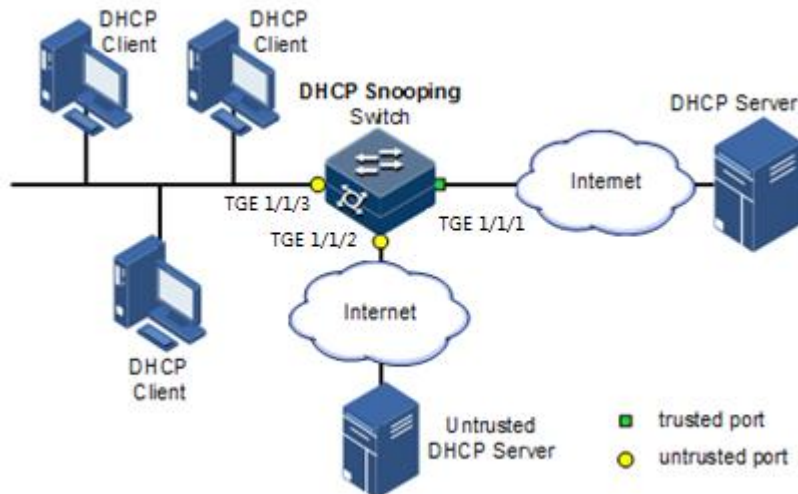 DHCP
Client
DHCP
Client
DHCP Snooping
Switch
DHCP Server
Internet
TGE 1/1/3
TGE 1/1/1
TGE 1/1/2
Internet
DHCP
Client
Untrusted
DHCP Server
trusted port
untrusted port